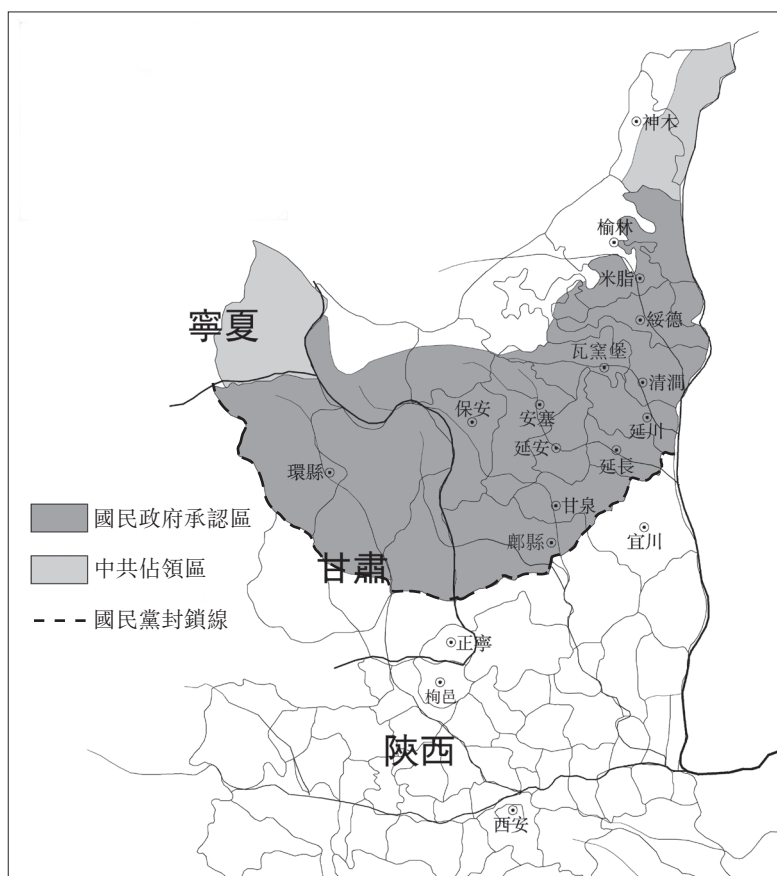 神木
榆林
米脂
寧夏
綏德
瓦窯堡
清澗
保安
安塞
延川
延安
延長
環縣
甘泉
國民政府承認區
宜川
鄜縣
甘肅
中共佔領區
國民黨封鎖線
正寧
栒邑
陝西
西安